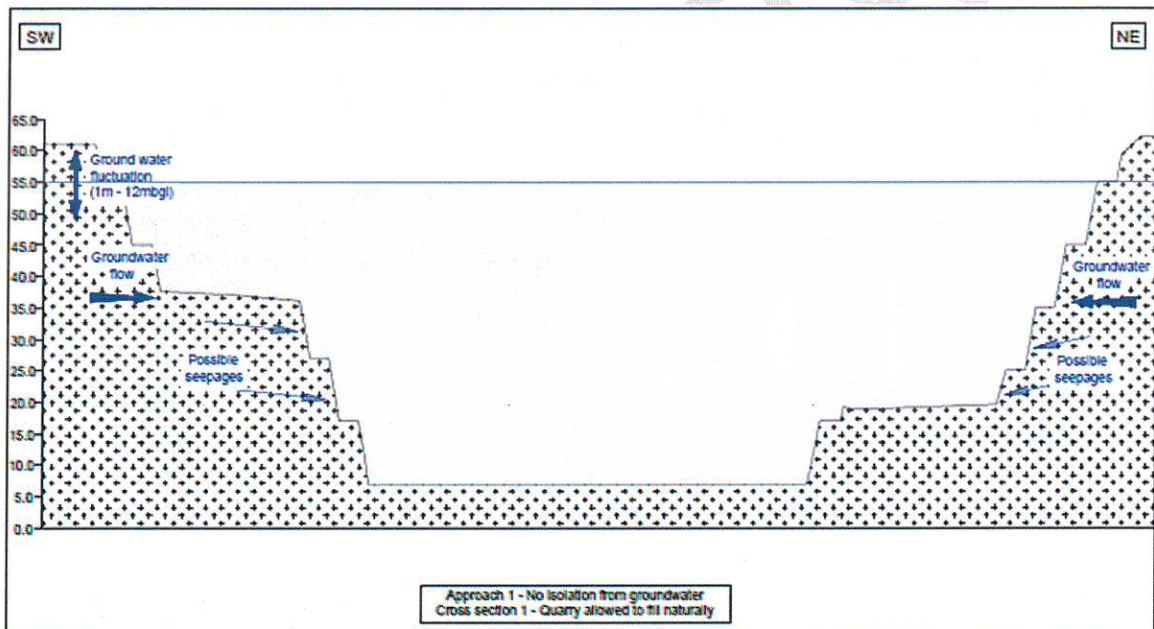 SW
NE
65.0
60.0
55.0
50.0
45.0
40.0
35.0
30.0
25.0
20.0
15.0
10.0
5.0
0.0
Ground water
fluctuation
(1m - 12mbgl)
Groundwater
flow
Possible
seepages
Groundwater
flow
Possible
seepages
Approach 1 - No Isolation from groundwater
Cross section 1 - Quarry allowed to fill naturally